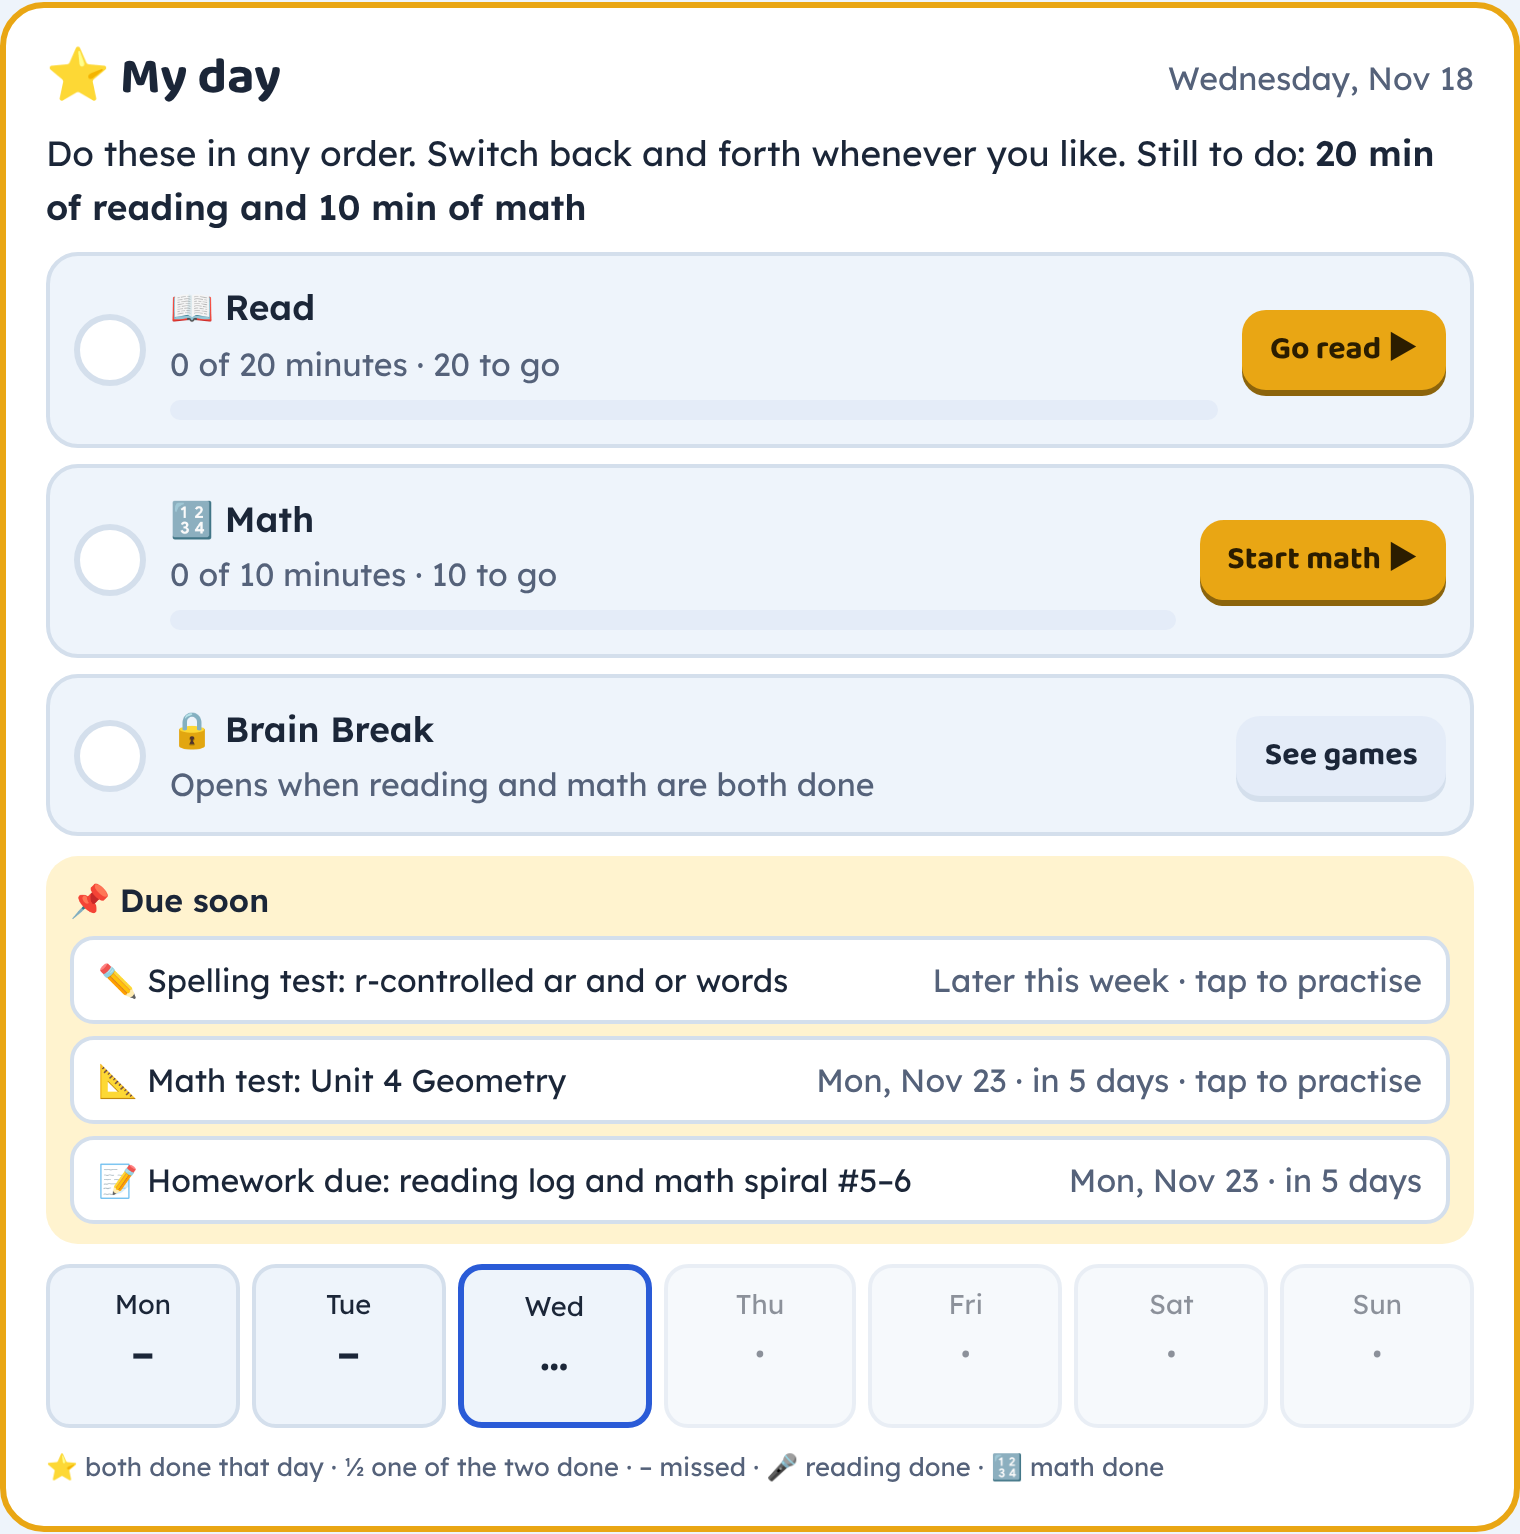 ⭐ My day
Wednesday, Nov 18
Do these in any order. Switch back and forth whenever you like. Still to do: 20 min
of reading and 10 min of math
📖 Read
0 of 20 minutes · 20 to go
Go read ▶
🔢 Math
0 of 10 minutes · 10 to go
Start math ▶
🔒 Brain Break
Opens when reading and math are both done
See games
📌 Due soon
✏️ Spelling test: r-controlled ar and or words
Later this week · tap to practise
📐 Math test: Unit 4 Geometry
Mon, Nov 23 · in 5 days · tap to practise
📝 Homework due: reading log and math spiral #5–6
Mon, Nov 23 · in 5 days
Mon Tue Wed Thu Fri Sat Sun
– – … · · · ·
⭐ both done that day · ½ one of the two done · – missed · 🎤 reading done · 🔢 math done